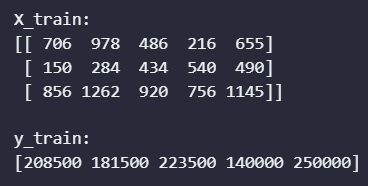 X_train:
[[ 706 978 486 216 655]
[ 150 284 434 540 490]
[ 856 1262 920 756 1145]]
y_train:
[208500 181500 223500 140000 250000]